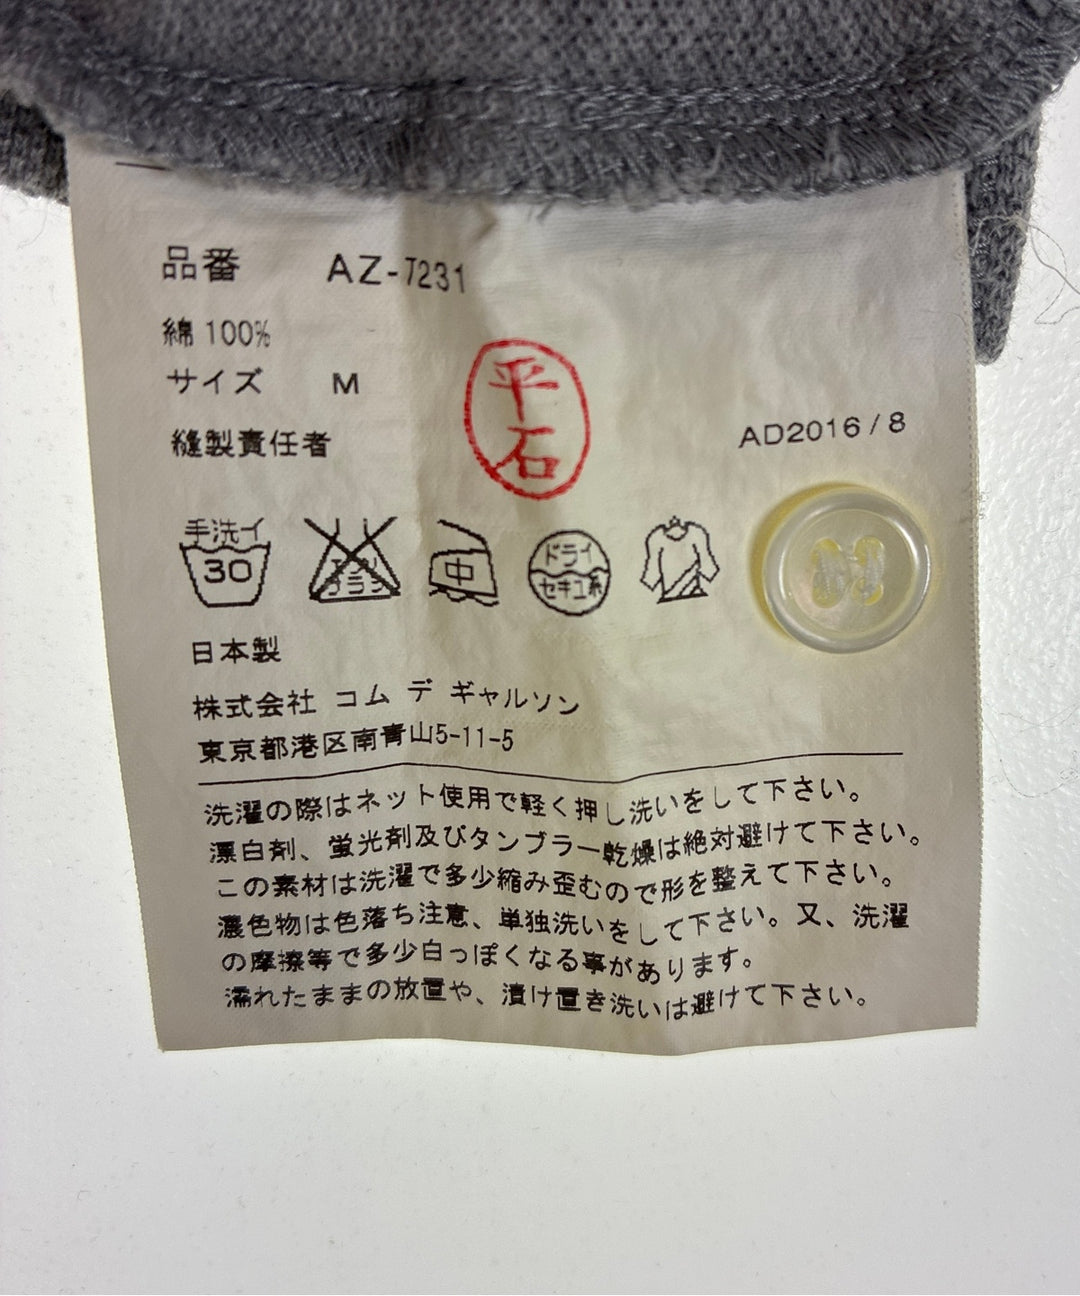 品番 AZ-T231
綿 100%
サイズ M
平石
縫製責任者
AD2016/8
手洗イ
30
エンソ
サラシ
中
ドライ
セキユ系
日本製
株式会社 コム デ ギャルソン
東京都港区南青山5-11-5
洗濯の際はネット使用で軽く押し洗いをして下さい。
漂白剤、蛍光剤及びタンブラー乾燥は絶対避けて下さい。
この素材は洗濯で多少縮み歪むので形を整えて下さい。
濃色物は色落ち注意、単独洗いをして下さい。又、洗濯
の摩擦等で多少白っぽくなる事があります。
濡れたままの放置や、漬け置き洗いは避けて下さい。